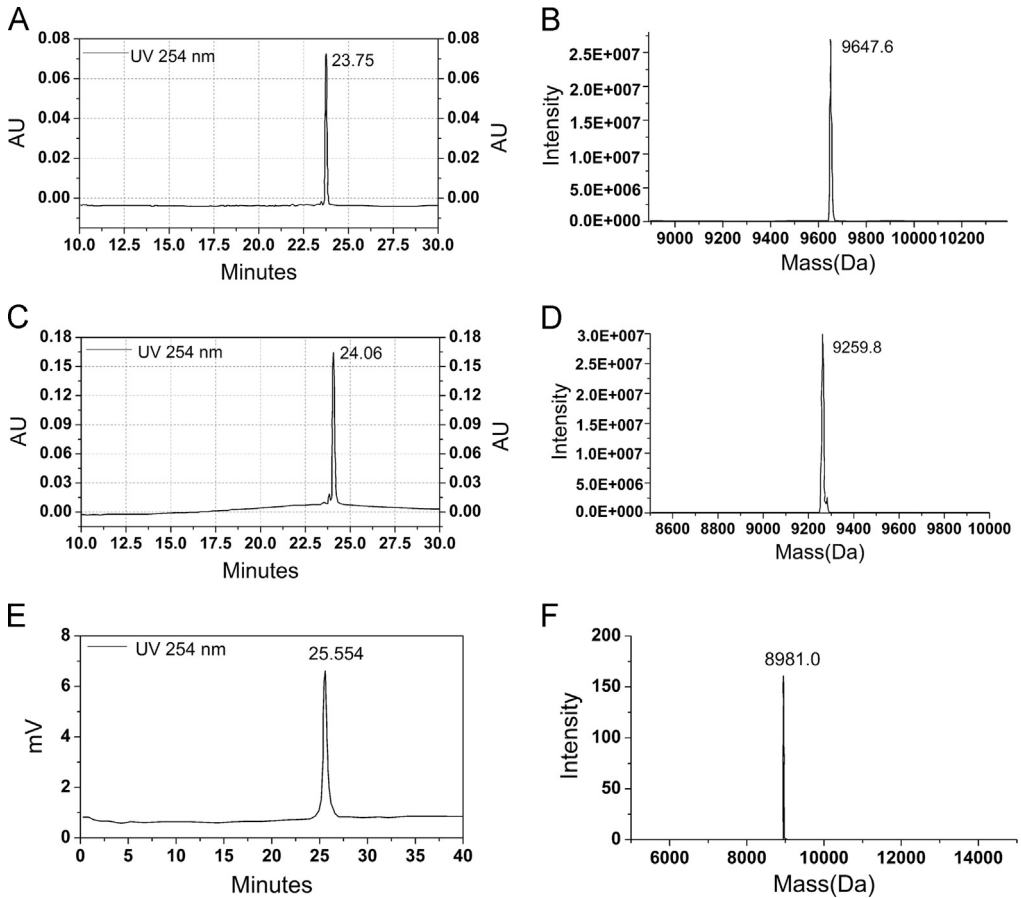 A
0.08
0.06
0.04
0.02
0.00
AU
UV 254 nm
23.75
0.08
0.06
0.04
0.02
0.00
AU
10.0 12.5 15.0 17.5 20.0 22.5 25.0 27.5 30.0
Minutes
B
2.5E+007
2.0E+007
1.5E+007
1.0E+007
5.0E+006
0.0E+000
Intensity
9647.6
9000 9200 9400 9600 9800 10000 10200
Mass(Da)
C
0.18
0.15
0.12
0.09
0.06
0.03
0.00
AU
UV 254 nm
24.06
0.18
0.15
0.12
0.09
0.06
0.03
0.00
AU
10.0 12.5 15.0 17.5 20.0 22.5 25.0 27.5 30.0
Minutes
D
3.0E+007
2.5E+007
2.0E+007
1.5E+007
1.0E+007
5.0E+006
0.0E+000
Intensity
9259.8
8600 8800 9000 9200 9400 9600 9800 10000
Mass(Da)
E
8
6
4
2
0
mV
UV 254 nm
25.554
0 5 10 15 20 25 30 35 40
Minutes
F
200
150
100
50
0
Intensity
8981.0
6000 8000 10000 12000 14000
Mass(Da)